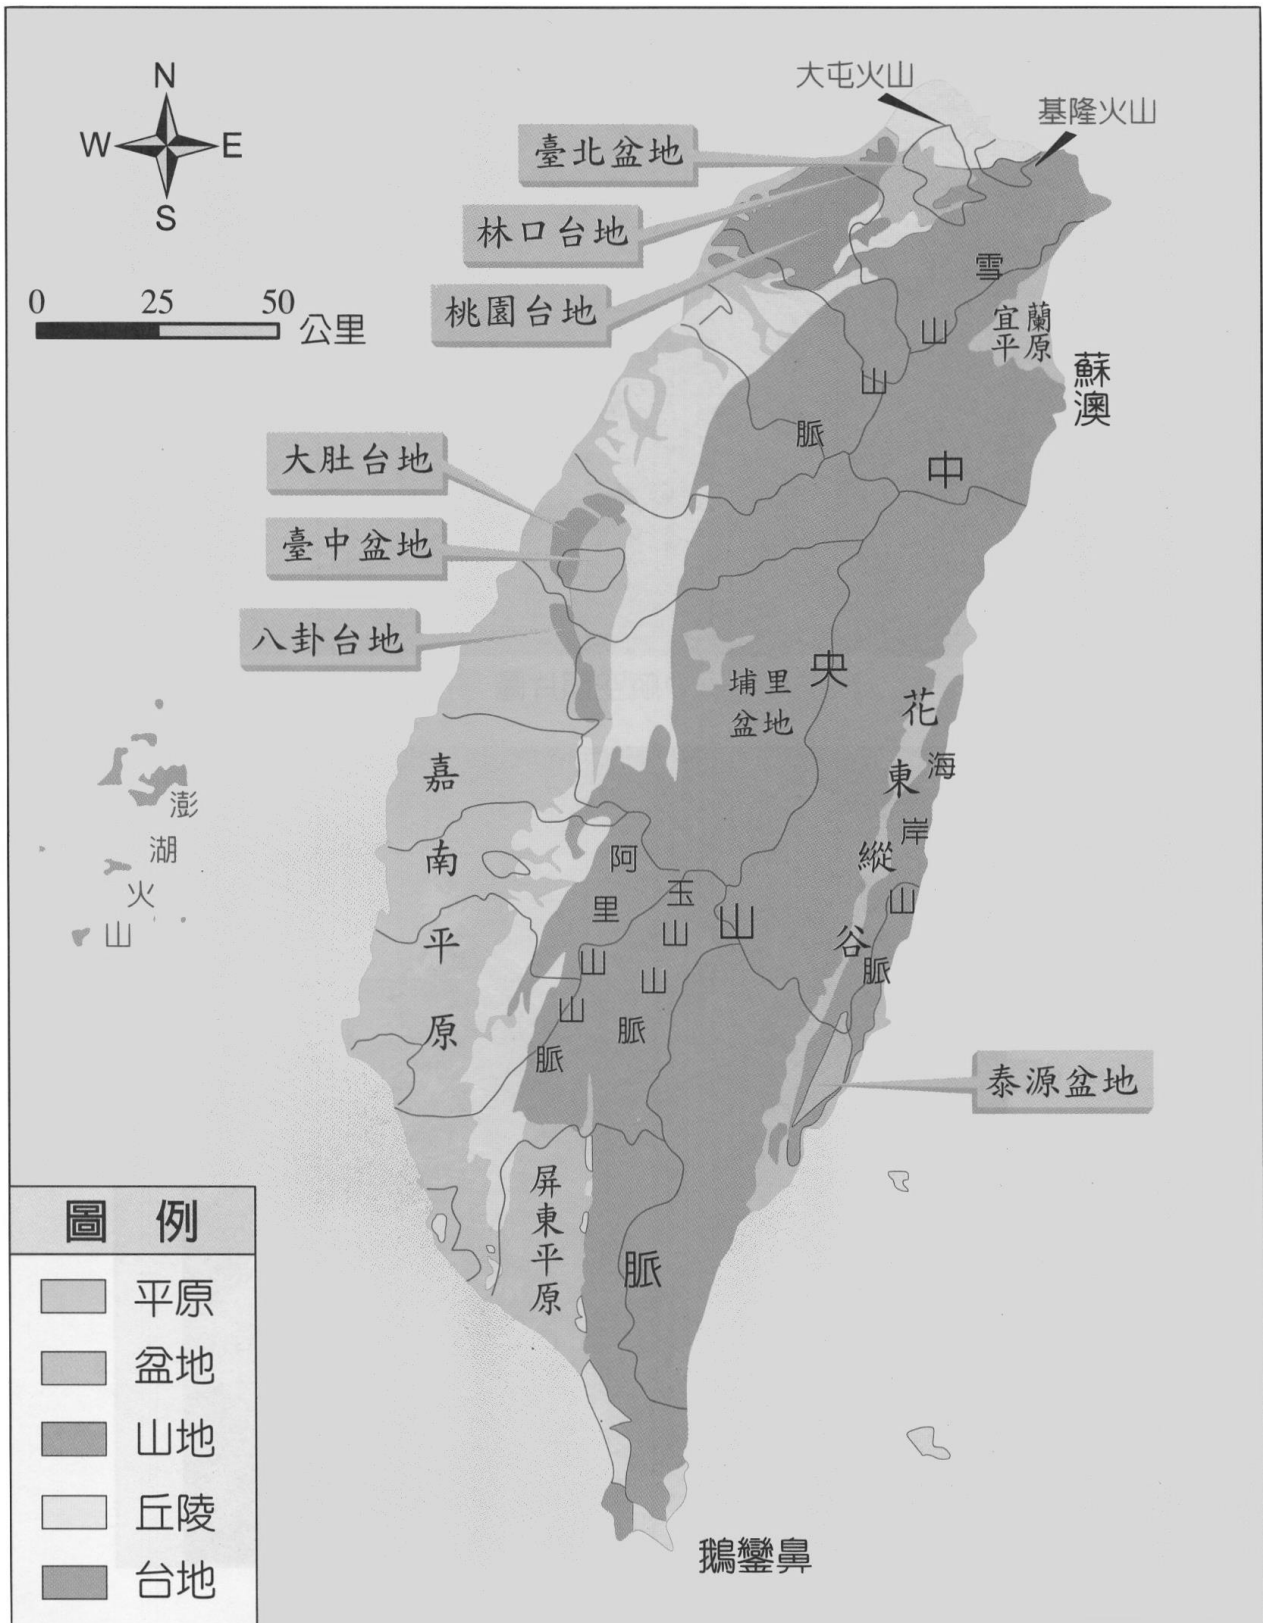 N
W
E
S
0 25 50 公里
大屯火山
基隆火山
臺北盆地
林口台地
桃園台地
雪山山脈
宜蘭
平原
蘇澳
大肚台地
臺中盆地
八卦台地
中央山脈
埔里
盆地
花東縱谷
海岸山脈
澎湖火山
嘉南平原
阿里山山脈
玉山山脈
泰源盆地
屏東平原
鵝鑾鼻
圖例
平原
盆地
山地
丘陵
台地